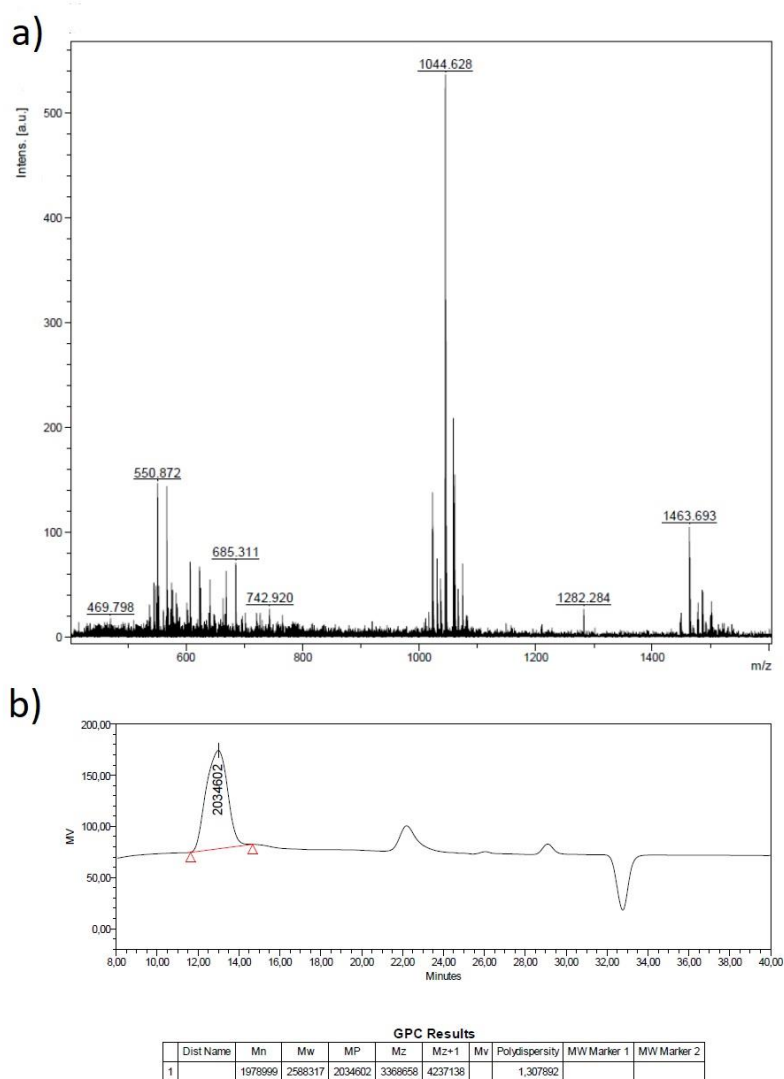 a)
1044.628
Intens. [a.u.]
500
400
300
200
100
0
550.872
685.311
469.798
742.920
1282.284
1463.693
600
800
1000
1200
1400
m/z
b)
200,00
150,00
100,00
50,00
0,00
MV
2034602
8,00 10,00 12,00 14,00 16,00 18,00 20,00 22,00 24,00 26,00 28,00 30,00 32,00 34,00 36,00 38,00 40,00
Minutes
GPC Results
Dist Name Mn Mw MP Mz Mz+1 Mv Polydispersity MW Marker 1 MW Marker 2
1 1978999 2588317 2034602 3368658 4237138 1,307892